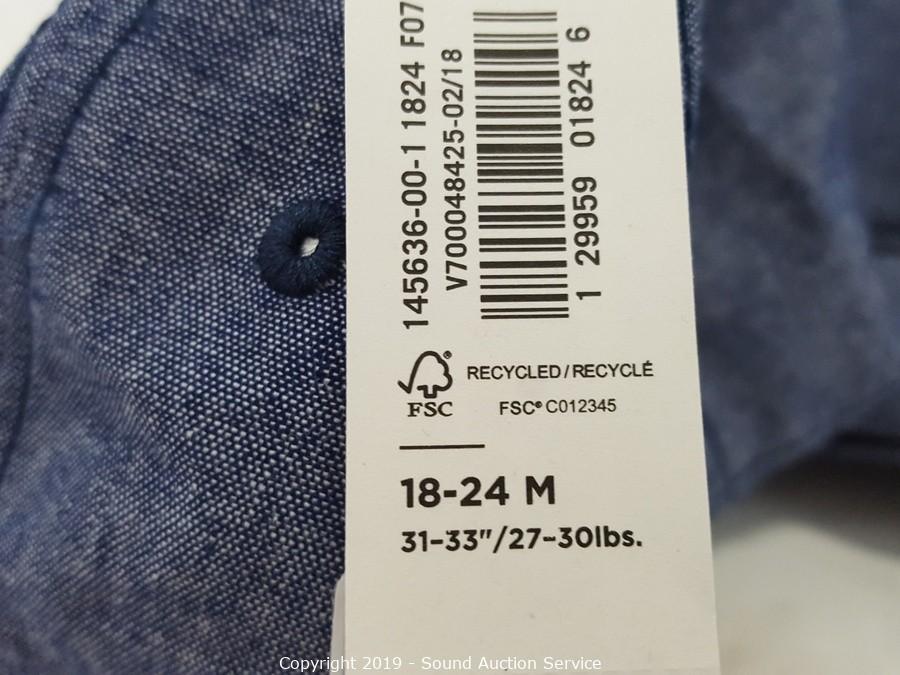 145636-00-1 1824 F07
V700048425-02/18
1 29959 01824 6
RECYCLED/RECYCLÉ
FSC® C012345
FSC®
18-24 M
31-33"/27-30lbs.
Copyright 2019 - Sound Auction Service